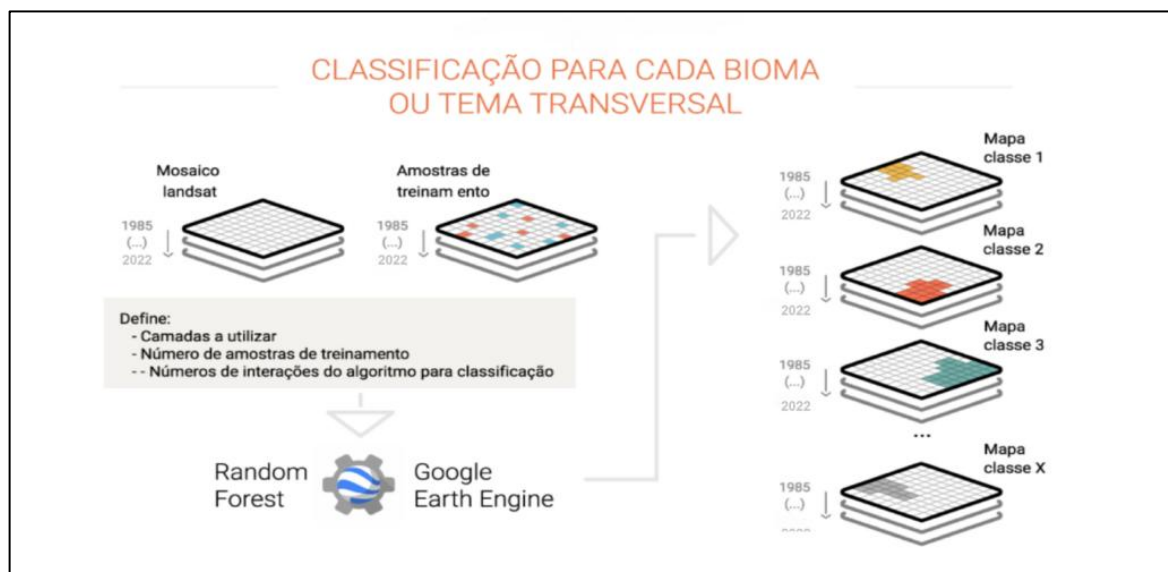 CLASSIFICAÇÃO PARA CADA BIOMA
OU TEMA TRANSVERSAL
Mosaico
landsat
1985
(...)
2022
Amostras de
treinam ento
1985
(...)
2022
Define:
- Camadas a utilizar
- Número de amostras de treinamento
- - Números de interações do algoritmo para classificação
Random
Forest
Google
Earth Engine
Mapa
classe 1
1985
(...)
2022
Mapa
classe 2
1985
(...)
2022
Mapa
classe 3
1985
(...)
2022
...
Mapa
classe X
1985
(...)